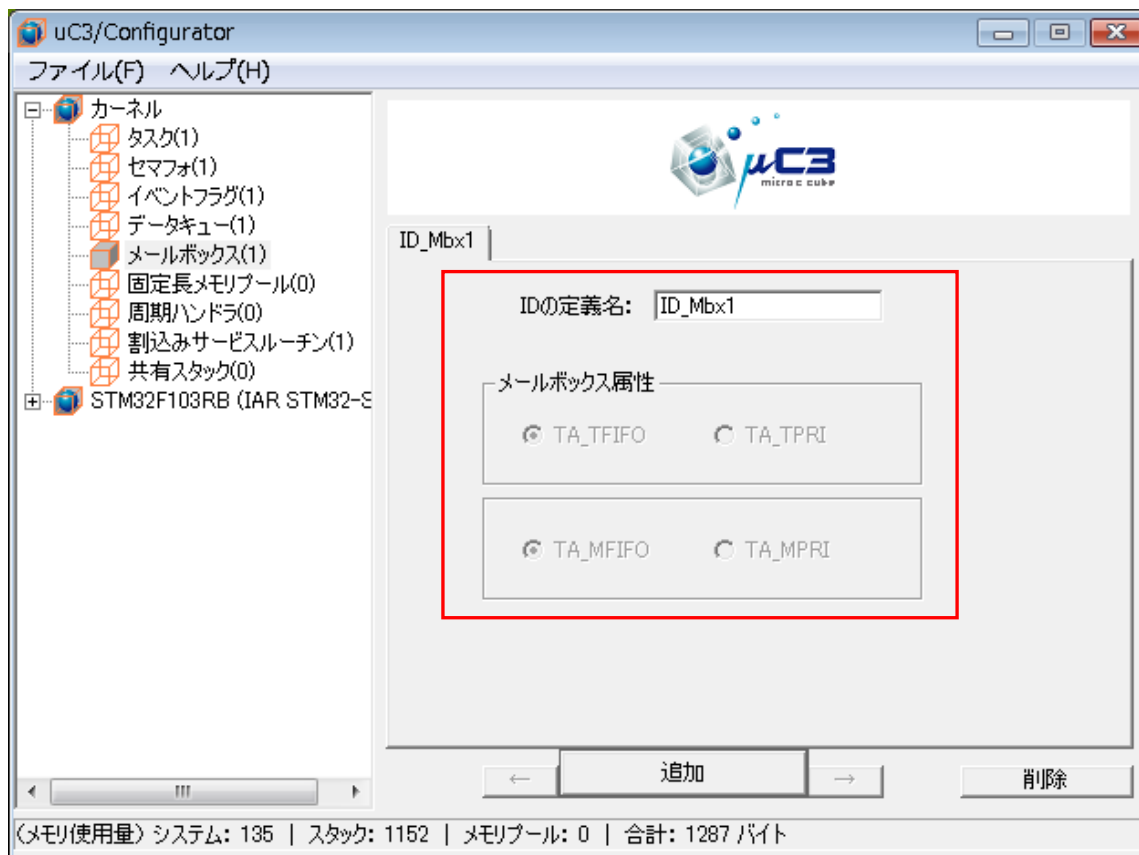 uC3/Configurator
ファイル(F) ヘルプ(H)
カーネル
タスク(1)
セマフォ(1)
イベントフラグ(1)
データキュー(1)
メールボックス(1)
固定長メモリプール(0)
周期ハンドラ(0)
割込みサービスルーチン(1)
共有スタック(0)
STM32F103RB (IAR STM32-S
μC3
micro c cube
ID_Mbx1
IDの定義名: ID_Mbx1
メールボックス属性
TA_TFIFO TA_TPRI
TA_MFIFO TA_MPRI
← 追加 → 削除
(メモリ使用量) システム: 135 | スタック: 1152 | メモリプール: 0 | 合計: 1287 バイト